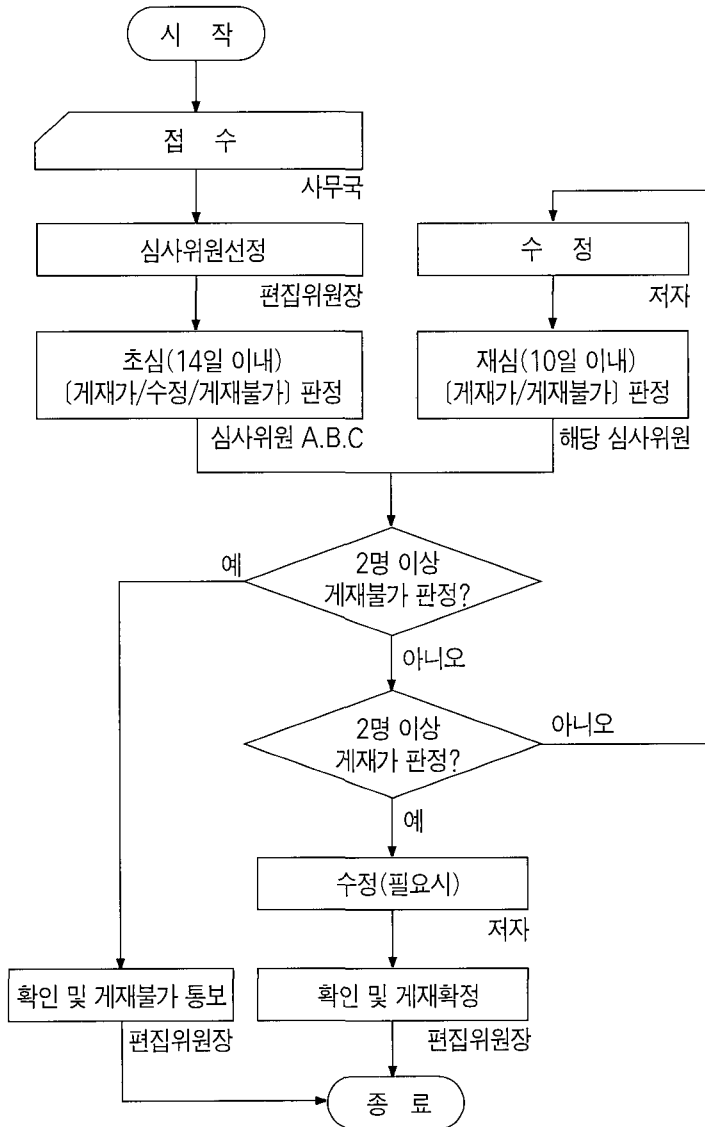 시 작
접 수
사무국
심사위원선정
편집위원장
수 정
저자
초심(14일 이내)
〔게재가/수정/게재불가〕 판정
심사위원 A.B.C
재심(10일 이내)
〔게재가/게재불가〕 판정
해당 심사위원
2명 이상
게재불가 판정?
예
아니오
2명 이상
게재가 판정?
아니오
예
수정(필요시)
저자
확인 및 게재불가 통보
편집위원장
확인 및 게재확정
편집위원장
종 료